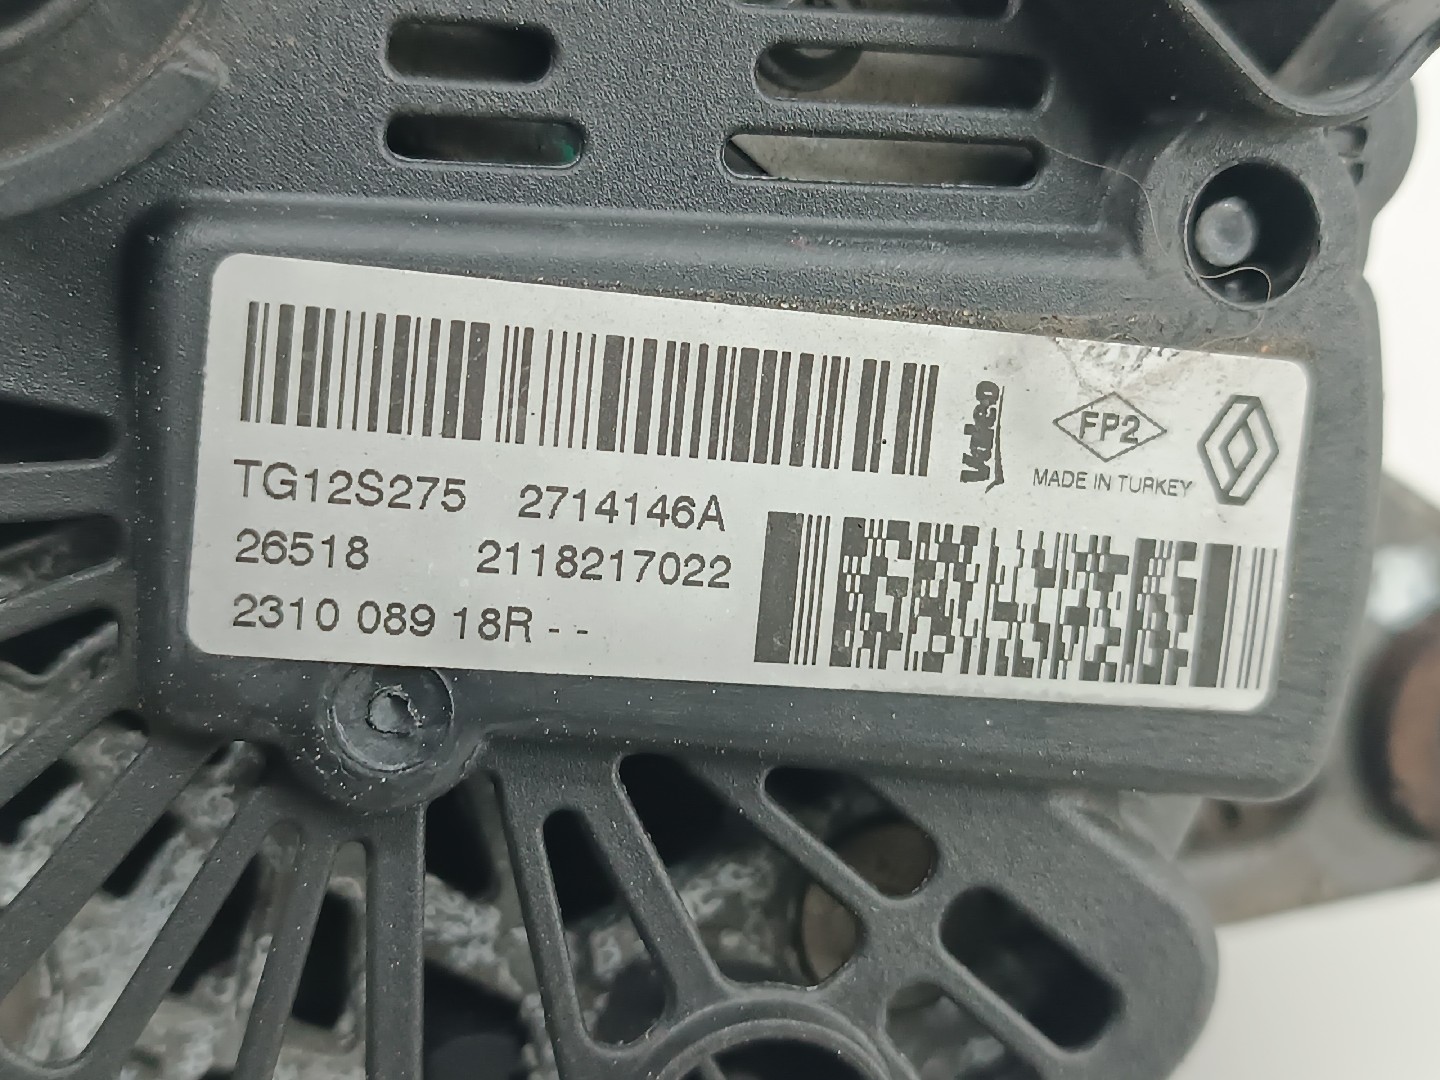 Valeo
FP2
MADE IN TURKEY
TG12S275 2714146A
26518 2118217022
2310 089 18R - -